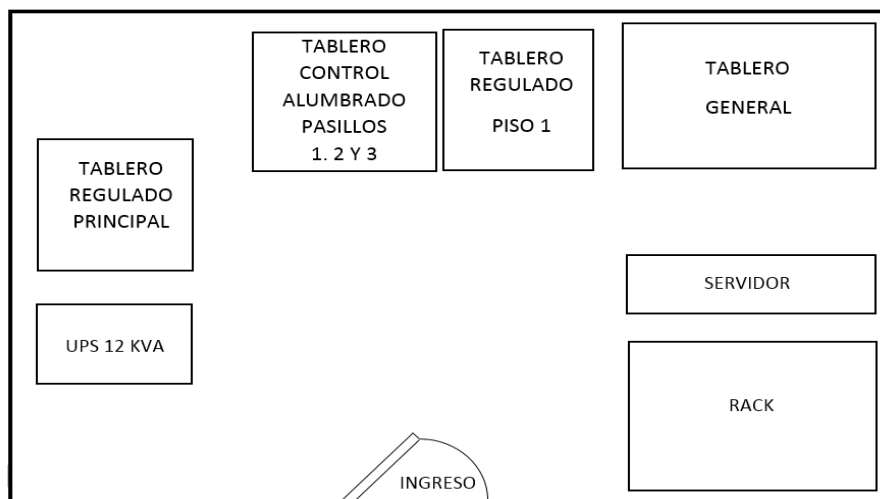 TABLERO
CONTROL
ALUMBRADO
PASILLOS
1. 2 Y 3
TABLERO
REGULADO
PISO 1
TABLERO
GENERAL
TABLERO
REGULADO
PRINCIPAL
SERVIDOR
UPS 12 KVA
RACK
INGRESO